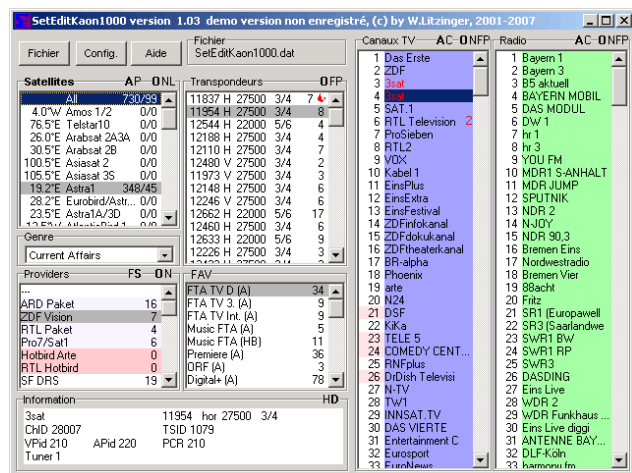 SetEditKaon1000 version 1.03 demo version non enregistré, (c) by W.Litzinger, 2001-2007
Fichier
Config.
Aide
Fichier
SetEditKaon1000.dat
Satellites AP ONL
All 730/99
4.0°W Amos 1/2 0/0
76.5°E Telstar10 0/0
26.0°E Arabsat 2A3A 0/0
30.5°E Arabsat 2B 0/0
100.5°E Asiasat 2 0/0
105.5°E Asiasat 3S 0/0
19.2°E Astra1 348/45
28.2°E Eurobird/Astr... 0/0
23.5°E Astra1A/3D 0/0
Transpondeurs OFP
11837 H 27500 3/4 7
11954 H 27500 3/4 8
12544 H 22000 5/6 4
12188 H 27500 3/4 4
12110 H 27500 3/4 7
12480 V 27500 3/4 2
11973 V 27500 3/4 3
12148 H 27500 3/4 6
12246 V 27500 3/4 6
12662 H 22000 5/6 17
12460 H 27500 3/4 6
12633 H 22000 5/6 9
12226 H 27500 3/4 3
Genre
Current Affairs
Providers FS ON
---
ARD Paket 16
ZDF Vision 7
RTL Paket 4
Pro7/Sat1 6
Hotbird Arte 0
RTL Hotbird 0
SF DRS 19
FAV
FTA TV D (A) 34
FTA TV 3. (A) 9
FTA TV Int. (A) 9
Music FTA (A) 5
Music FTA (HB) 11
Premiere (A) 36
ORF (A) 3
Digital+ (A) 78
Information HD
3sat 11954 hor 27500 3/4
ChID 28007 TSID 1079
VPid 210 APid 220 PCR 210
Tuner 1
Canaux TV AC ONFP
1 Das Erste
2 ZDF
3 3sat
4 3sat
5 SAT.1
6 RTL Television 2
7 ProSieben
8 RTL2
9 VOX
10 Kabel 1
11 EinsPlus
12 EinsExtra
13 EinsFestival
14 ZDFinfokanal
15 ZDFdokukanal
16 ZDFtheaterkanal
17 BR-alpha
18 Phoenix
19 arte
20 N24
21 DSF
22 KiKa
23 TELE 5
24 COMEDY CENT...
25 RNFplus
26 DrDish Televisi
27 N-TV
28 TW1
29 INNSAT.TV
30 DAS VIERTE
31 Entertainment C
32 Eurosport
33 EuroNews
Radio AC ONFP
1 Bayern 1
2 Bayern 3
3 B5 aktuell
4 BAYERN MOBIL
5 DAS MODUL
6 DW 1
7 hr 1
8 hr 3
9 YOU FM
10 MDR1 S-ANHALT
11 MDR JUMP
12 SPUTNIK
13 NDR 2
14 N-JOY
15 NDR 90,3
16 Bremen Eins
17 Nordwestradio
18 Bremen Vier
19 88acht
20 Fritz
21 SR1 (Europawell
22 SR3 (Saarlandwe
23 SWR1 BW
24 SWR1 RP
25 SWR3
26 DASDING
27 Eins Live
28 WDR 2
29 WDR Funkhaus ...
30 Eins Live diggi
31 ANTENNE BAY...
32 DLF-Köln
33 harmony fm